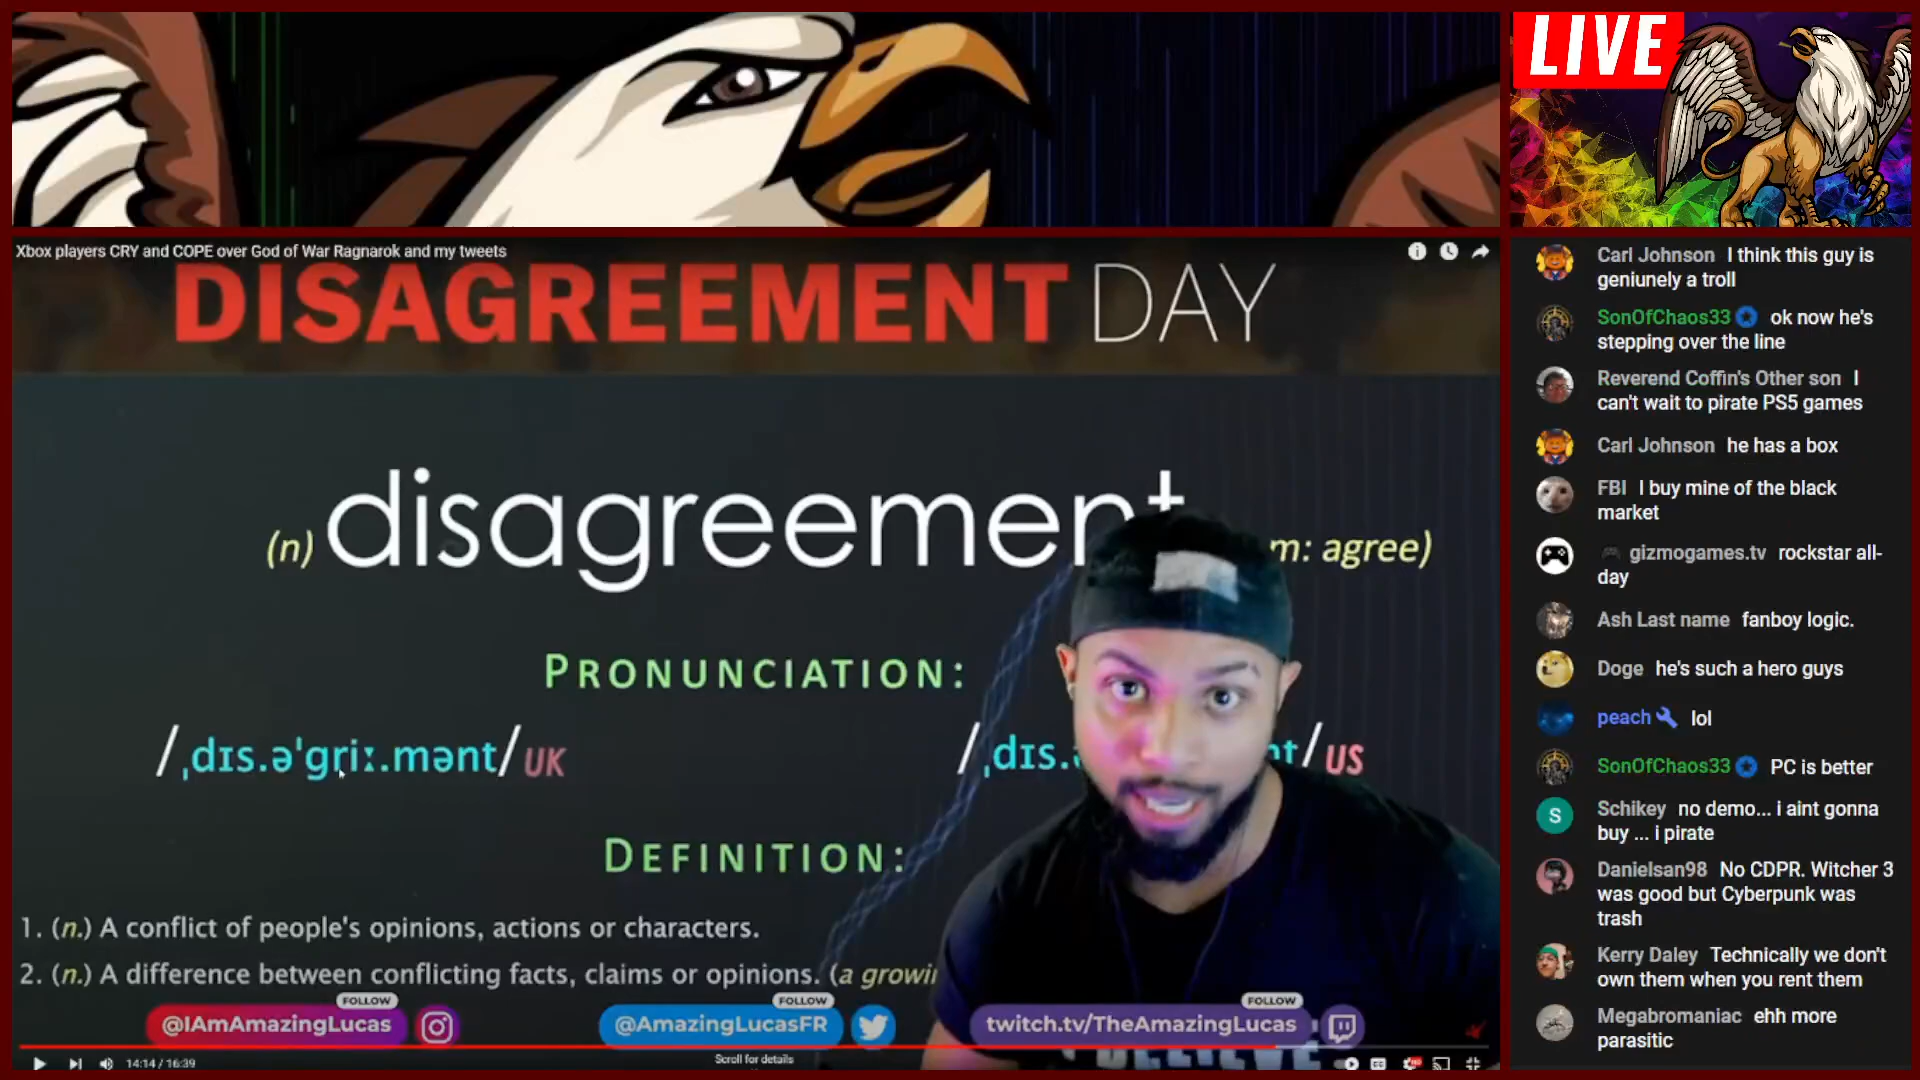 LIVE
Xbox players CRY and COPE over God of War Ragnarok and my tweets
DISAGREEMENT DAY
(n) disagreement
m: agree)
PRONUNCIATION:
/ˌdɪs.əˈɡriː.mənt/ UK
/ˌdɪs.
nt/ US
DEFINITION:
1. (n.) A conflict of people's opinions, actions or characters.
2. (n.) A difference between conflicting facts, claims or opinions. (a growin
FOLLOW
@IAmAmazingLucas
FOLLOW
@AmazingLucasFR
FOLLOW
twitch.tv/TheAmazingLucas
14:14 / 16:39
Scroll for details
Carl Johnson I think this guy is
geniunely a troll
SonOfChaos33 ok now he's
stepping over the line
Reverend Coffin's Other son I
can't wait to pirate PS5 games
Carl Johnson he has a box
FBI I buy mine of the black
market
gizmogames.tv rockstar all-
day
Ash Last name fanboy logic.
Doge he's such a hero guys
peach lol
SonOfChaos33 PC is better
S
Schikey no demo... i aint gonna
buy ... i pirate
Danielsan98 No CDPR. Witcher 3
was good but Cyberpunk was
trash
Kerry Daley Technically we don't
own them when you rent them
Megabromaniac ehh more
parasitic